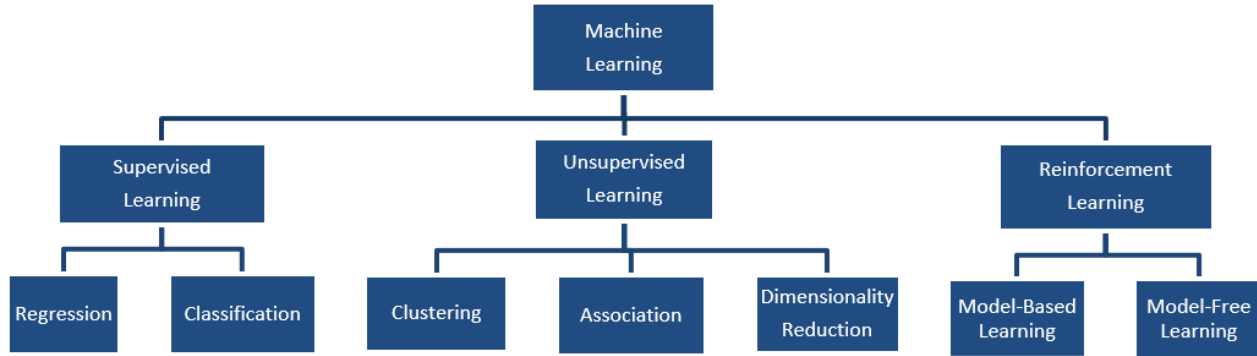 Machine
Learning
Supervised
Learning
Unsupervised
Learning
Reinforcement
Learning
Regression
Classification
Clustering
Association
Dimensionality
Reduction
Model-Based
Learning
Model-Free
Learning